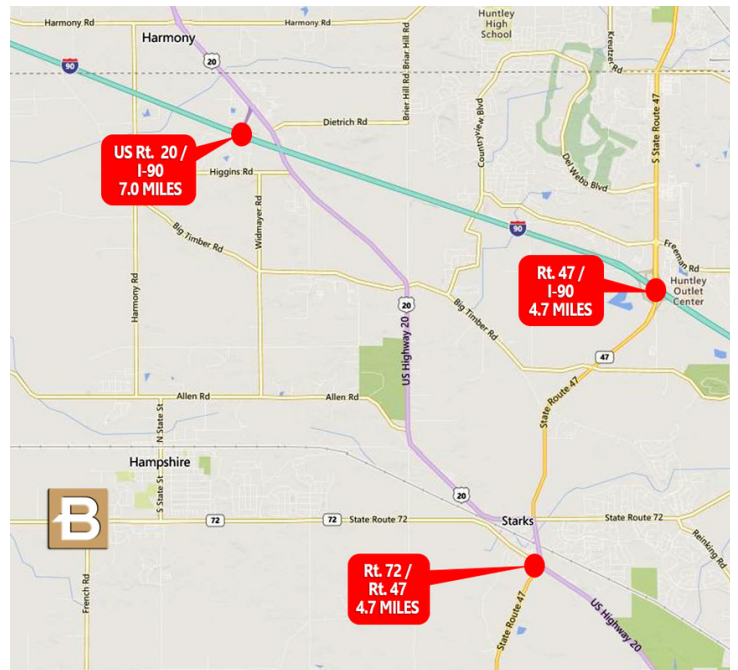 Harmony Rd
Harmony Rd
Harmony
20
Huntley
High
School
Kreutzer Rd
90
Briar Hill Rd
Brier Hill Rd
Dietrich Rd
Countryview Blvd
S State Route 47
Del Webb Blvd
US Rt. 20 /
I-90
7.0 MILES
Higgins Rd
Widmayer Rd
Big Timber Rd
Harmony Rd
90
Freeman Rd
Rt. 47 /
I-90
4.7 MILES
Huntley
Outlet
Center
20
US Highway 20
Big Timber Rd
47
State Route 47
Allen Rd
Allen Rd
N State St
Hampshire
S State St
B
72
72
State Route 72
20
Starks
State Route 72
Reinking Rd
French Rd
Rt. 72 /
Rt. 47
4.7 MILES
State Route 47
US Highway 20